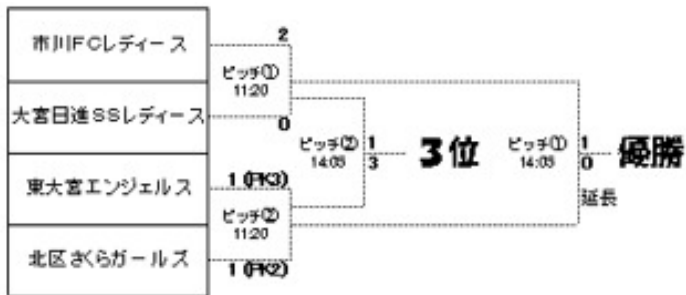 市川FCレディース
2
ピッチ①
11:20
大宮日進SSレディース
0
ピッチ②
14:05
1
3
3位
ピッチ①
14:05
1
0
優勝
延長
東大宮エンジェルス
1 (PK3)
ピッチ②
11:20
北区さくらガールズ
1 (PK2)